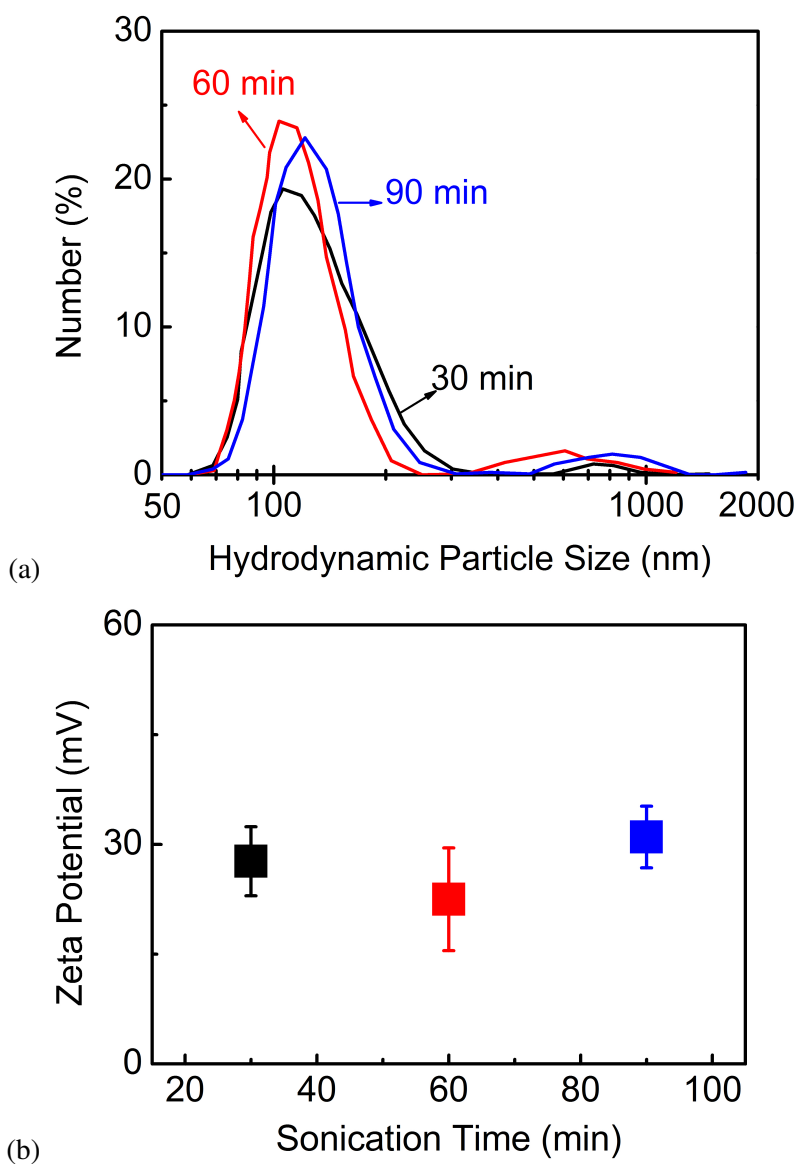 30
60 min
20
90 min
Number (%)
10
30 min
0
50 100 1000 2000
Hydrodynamic Particle Size (nm)
(a)
60
Zeta Potential (mV)
30
0
20 40 60 80 100
Sonication Time (min)
(b)